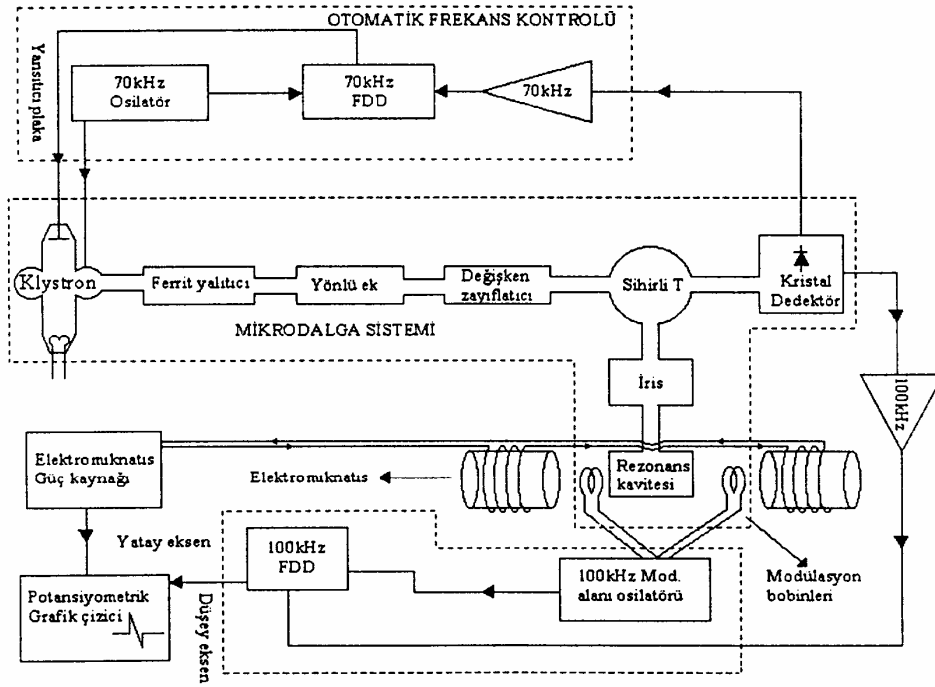 OTOMATİK FREKANS KONTROLÜ
Yansıtıcı plaka
70kHz
Osilatör
70kHz
FDD
70kHz
Klystron
Ferrit yalıtıcı
Yönlü ek
Değişken
zayıflatıcı
Sihirli T
Kristal
Dedektör
MİKRODALGA SİSTEMİ
İris
100kHz
Elektromıknatıs
Güç kaynağı
Elektromıknatıs
Rezonans
kavitesi
Yatay eksen
100kHz
FDD
100kHz Mod.
alanı osilatörü
Modülasyon
bobinleri
Potansiyometrik
Grafik çizici
Düşey eksen